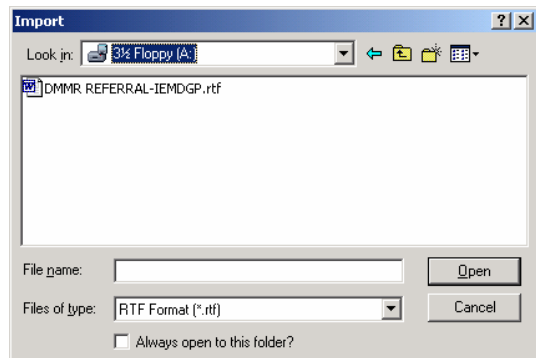 Import
Look in: 3½ Floppy (A:)
DMMR REFERRAL-IEMDGP.rtf
File name: Open
Files of type: RTF Format (*.rtf) Cancel
Always open to this folder?